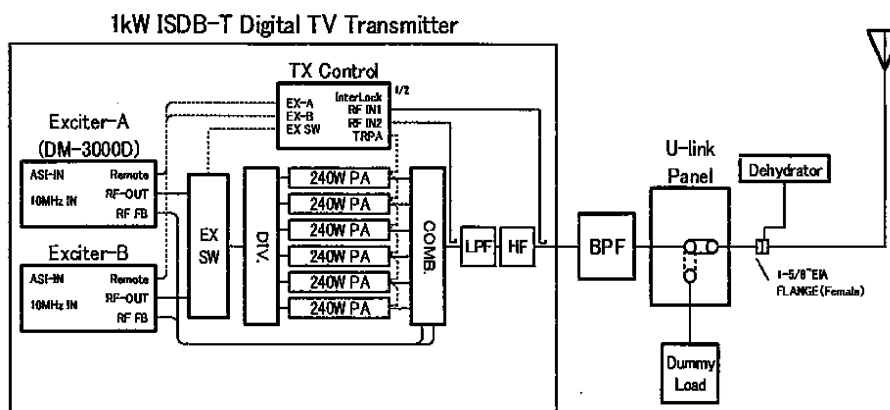 1kW ISDB-T Digital TV Transmitter
TX Control
InterLock
1/2
EX-A
RF IN1
EX-B
RF IN2
EX SW
TRPA
Exciter-A
(DM-3000D)
ASI-IN
Remote
RF-OUT
10MHz IN
RF FB
Exciter-B
ASI-IN
Remote
RF-OUT
10MHz IN
RF FB
EX
SW
DIV.
240W PA
240W PA
240W PA
240W PA
240W PA
240W PA
COMB.
LPF
HF
BPF
U-link
Panel
Dehydrator
1-5/8"EIA
FLANGE(Female)
Dummy
Load